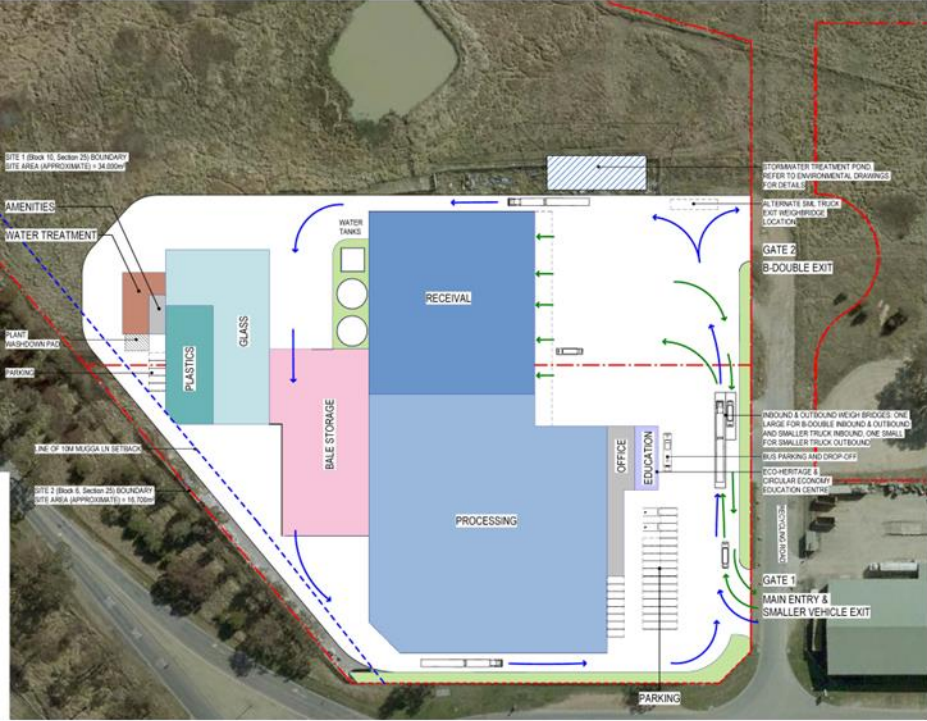 SITE 1 (Block 10, Section 25) BOUNDARY
SITE AREA (APPROXIMATE) = 34,000m²
AMENITIES
WATER TREATMENT
PLANT
WASHDOWN PAD
PARKING
LINE OF 10M MUGGA LN SETBACK
SITE 2 (Block 6, Section 25) BOUNDARY
SITE AREA (APPROXIMATE) = 16,700m²
WATER
TANKS
GLASS
PLASTICS
BALE STORAGE
RECEIVAL
PROCESSING
OFFICE
EDUCATION
STORMWATER TREATMENT POND.
REFER TO ENVIRONMENTAL DRAWINGS
FOR DETAILS
ALTERNATE SML TRUCK
EXIT WEIGHBRIDGE
LOCATION
GATE 2
B-DOUBLE EXIT
INBOUND & OUTBOUND WEIGH BRIDGES. ONE
LARGE FOR B-DOUBLE INBOUND & OUTBOUND
AND SMALLER TRUCK INBOUND, ONE SMALL
FOR SMALLER TRUCK OUTBOUND
BUS PARKING AND DROP-OFF
ECO-HERITAGE &
CIRCULAR ECONOMY
EDUCATION CENTRE
RECYCLING ROAD
GATE 1
MAIN ENTRY &
SMALLER VEHICLE EXIT
PARKING